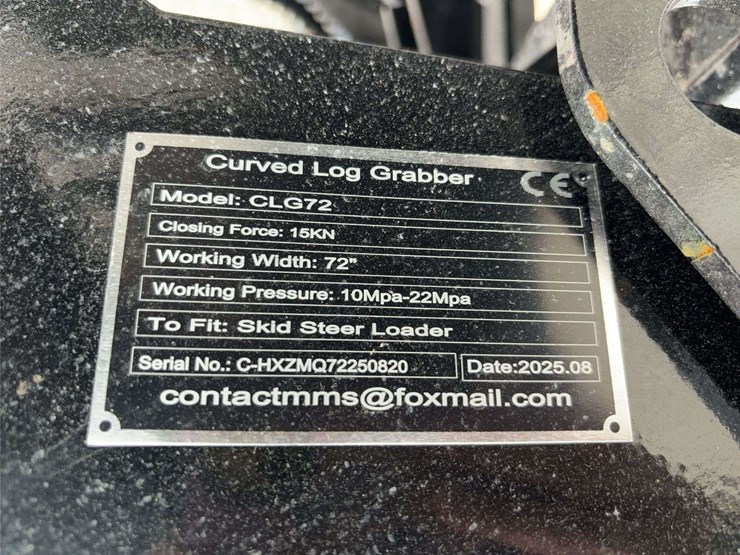 Curved Log Grabber
CE
Model: CLG72
Closing Force: 15KN
Working Width: 72"
Working Pressure: 10Mpa-22Mpa
To Fit: Skid Steer Loader
Serial No.: C-HXZMQ72250820 Date:2025.08
contactmms@foxmail.com